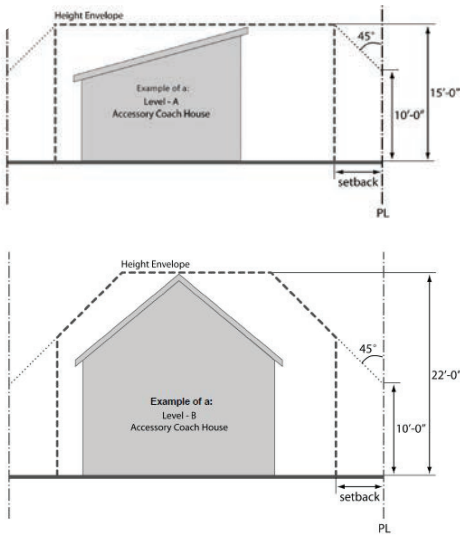 Height Envelope
45°
Example of a:
Level - A
Accessory Coach House
15'-0"
10'-0"
setback
PL
Height Envelope
45°
22'-0"
Example of a:
Level - B
Accessory Coach House
10'-0"
setback
PL